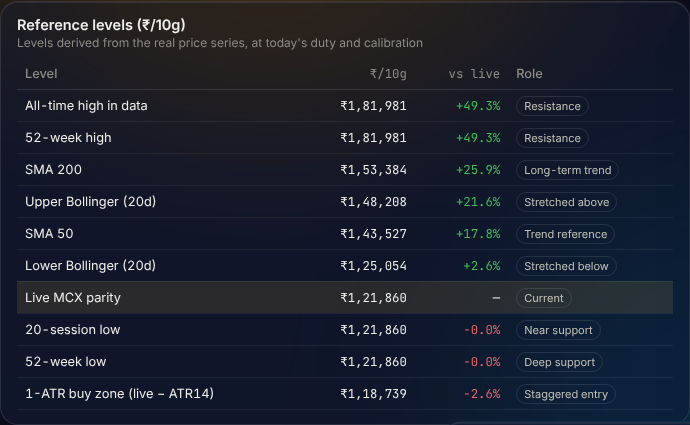 Reference levels (₹/10g)
Levels derived from the real price series, at today's duty and calibration
Level ₹/10g vs live Role
All-time high in data ₹1,81,981 +49.3% Resistance
52-week high ₹1,81,981 +49.3% Resistance
SMA 200 ₹1,53,384 +25.9% Long-term trend
Upper Bollinger (20d) ₹1,48,208 +21.6% Stretched above
SMA 50 ₹1,43,527 +17.8% Trend reference
Lower Bollinger (20d) ₹1,25,054 +2.6% Stretched below
Live MCX parity ₹1,21,860 — Current
20-session low ₹1,21,860 -0.0% Near support
52-week low ₹1,21,860 -0.0% Deep support
1-ATR buy zone (live − ATR14) ₹1,18,739 -2.6% Staggered entry